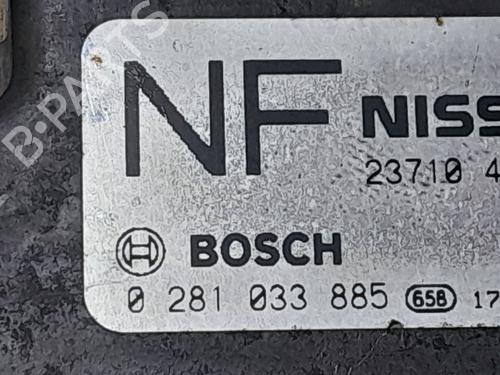 B-PARTS
NF NISS
23710 4
BOSCH
0 281 033 885 658 17